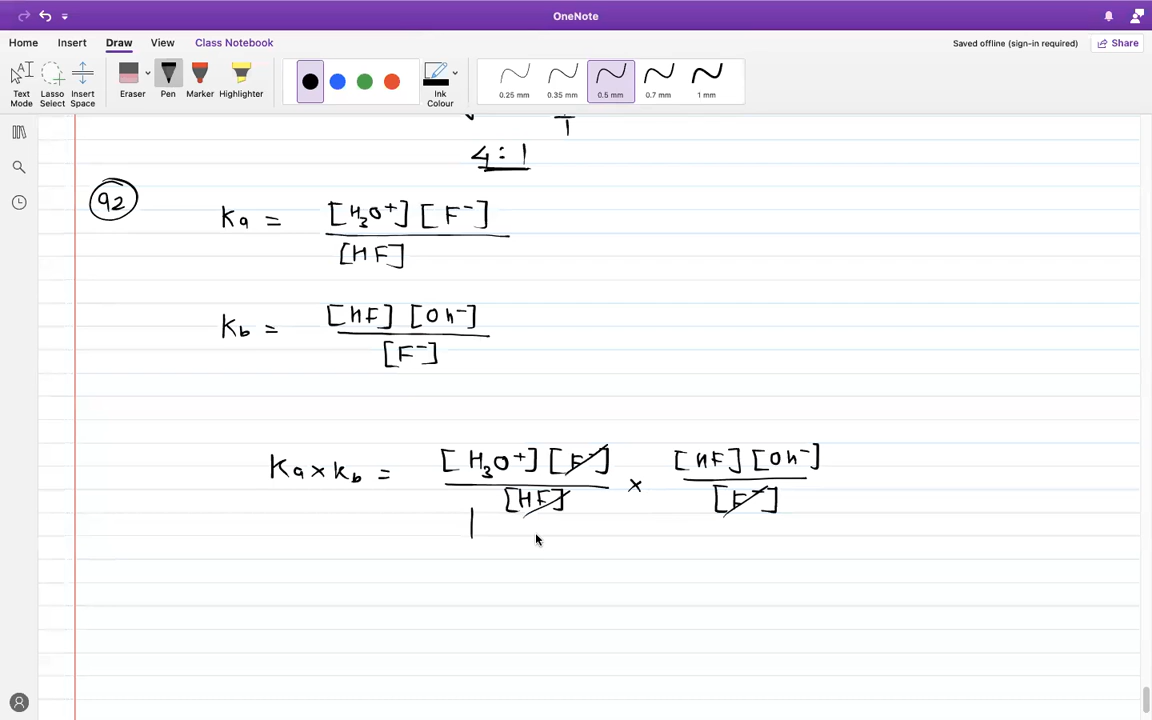 OneNote
Home Insert Draw View Class Notebook
Saved offline (sign-in required) Share
Text Mode
Lasso Select
Insert Space
Eraser
Pen
Marker
Highlighter
Ink Colour
0.25 mm 0.35 mm 0.5 mm 0.7 mm 1 mm
1
4 : 1
92
Ka = [H₃O⁺] [F⁻] / [HF]
Kb = [HF] [OH⁻] / [F⁻]
Ka × Kb = [H₃O⁺] [F⁻] / [HF] × [HF] [OH⁻] / [F⁻]